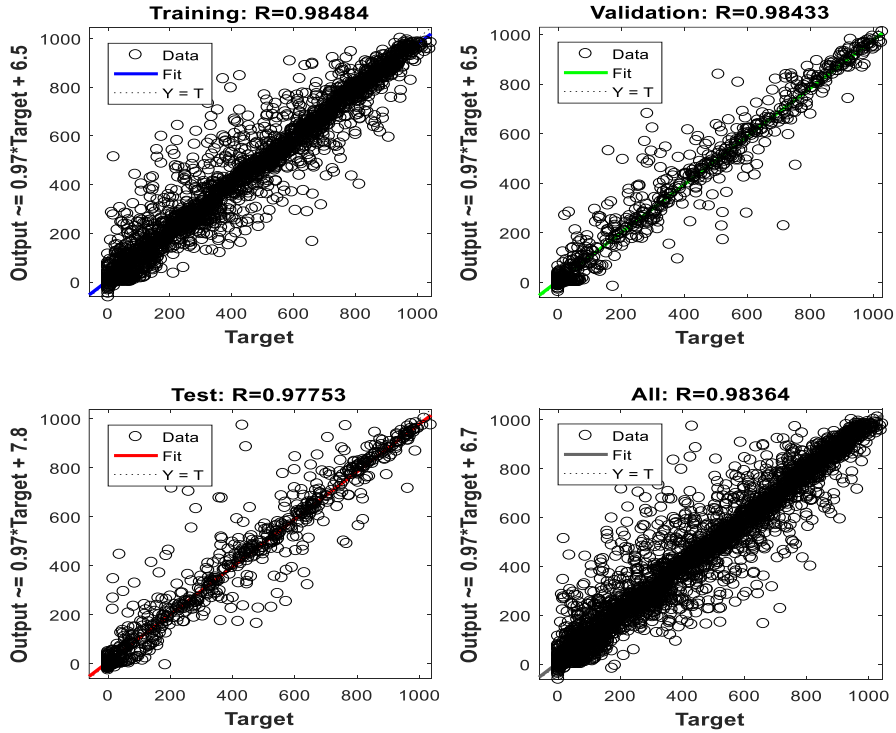 Training: R=0.98484
Output ~= 0.97*Target + 6.5
1000
800
600
400
200
0
Data
Fit
Y = T
0 200 400 600 800 1000
Target
Validation: R=0.98433
Output ~= 0.97*Target + 6.5
1000
800
600
400
200
0
Data
Fit
Y = T
0 200 400 600 800 1000
Target
Test: R=0.97753
Output ~= 0.97*Target + 7.8
1000
800
600
400
200
0
Data
Fit
Y = T
0 200 400 600 800 1000
Target
All: R=0.98364
Output ~= 0.97*Target + 6.7
1000
800
600
400
200
0
Data
Fit
Y = T
0 200 400 600 800 1000
Target